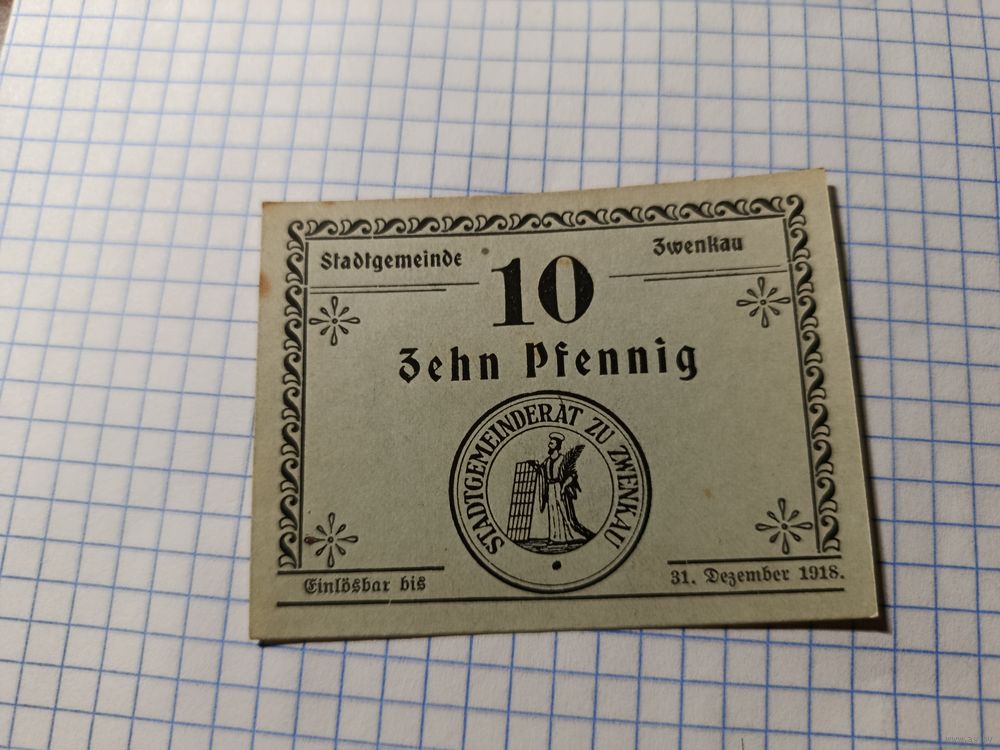 Stadtgemeinde Zwenkau
10
Zehn Pfennig
STADTGEMEINDERAT ZU ZWENKAU
Einlösbar bis 31. Dezember 1918.